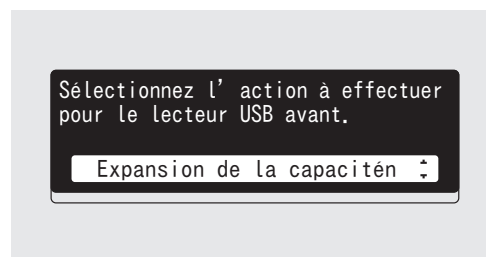 Sélectionnez l’ action à effectuer
pour le lecteur USB avant.
Expansion de la capacitén